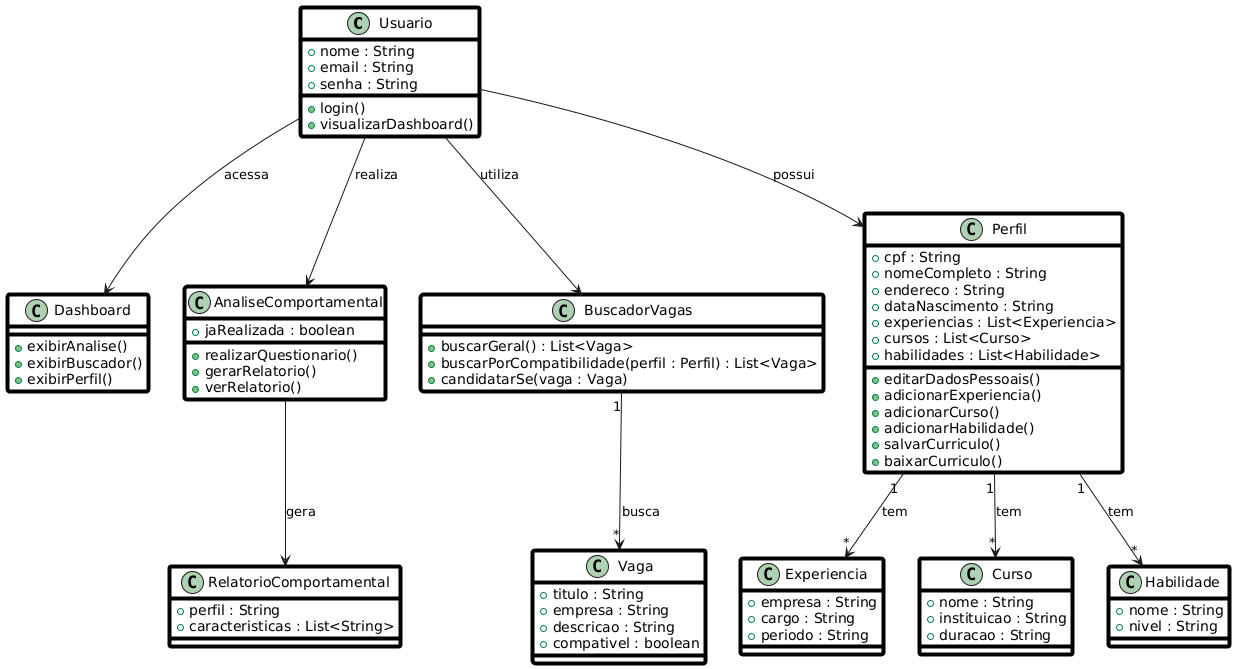 C Usuario
nome : String
email : String
senha : String
login()
visualizarDashboard()
acessa
realiza
utiliza
possui
C Dashboard
exibirAnalise()
exibirBuscador()
exibirPerfil()
C AnaliseComportamental
jaRealizada : boolean
realizarQuestionario()
gerarRelatorio()
verRelatorio()
C BuscadorVagas
buscarGeral() : List<Vaga>
buscarPorCompatibilidade(perfil : Perfil) : List<Vaga>
candidatarSe(vaga : Vaga)
C Perfil
cpf : String
nomeCompleto : String
endereco : String
dataNascimento : String
experiencias : List<Experiencia>
cursos : List<Curso>
habilidades : List<Habilidade>
editarDadosPessoais()
adicionarExperiencia()
adicionarCurso()
adicionarHabilidade()
salvarCurriculo()
baixarCurriculo()
gera
1
busca
*
1
tem
*
1
tem
*
1
tem
*
C RelatorioComportamental
perfil : String
caracteristicas : List<String>
C Vaga
titulo : String
empresa : String
descricao : String
compativel : boolean
C Experiencia
empresa : String
cargo : String
periodo : String
C Curso
nome : String
instituicao : String
duracao : String
C Habilidade
nome : String
nivel : String